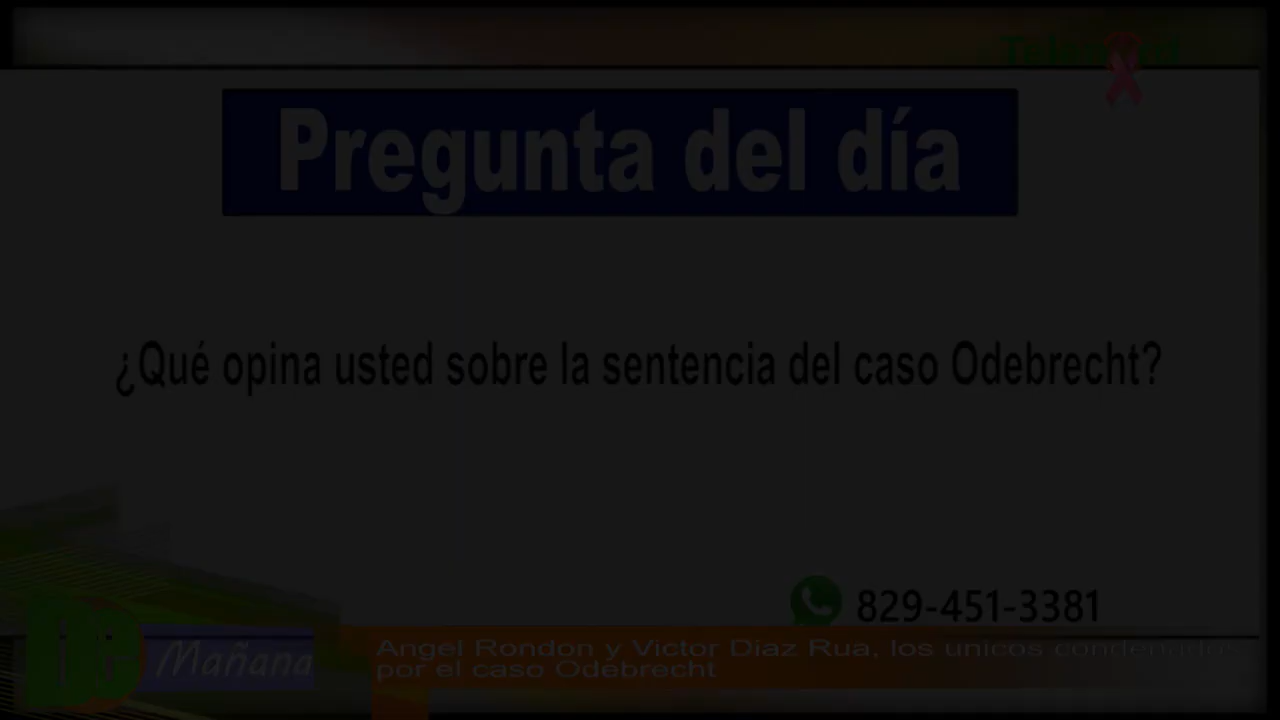 Pregunta del día
¿Qué opina usted sobre la sentencia del caso Odebrecht?
829-451-3381
De Mañana
Angel Rondon y Victor Diaz Rua, los unicos condenados
por el caso Odebrecht